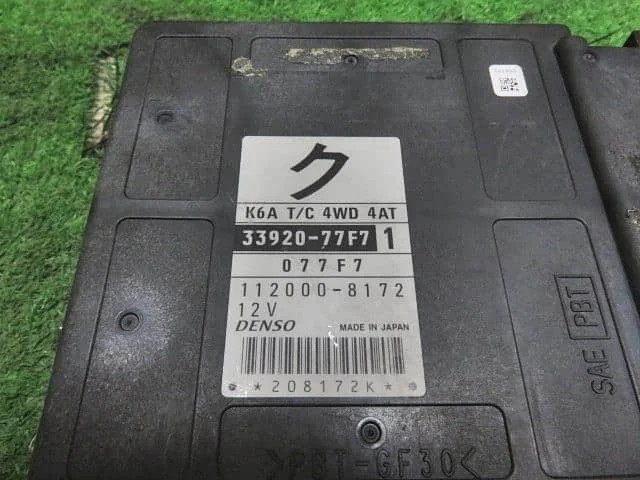 ク
K6A T/C 4WD 4AT
33920-77F7 1
077F7
112000-8172
12V
DENSO MADE IN JAPAN
*208172K*
SAE PBT
>PBT-GF30<